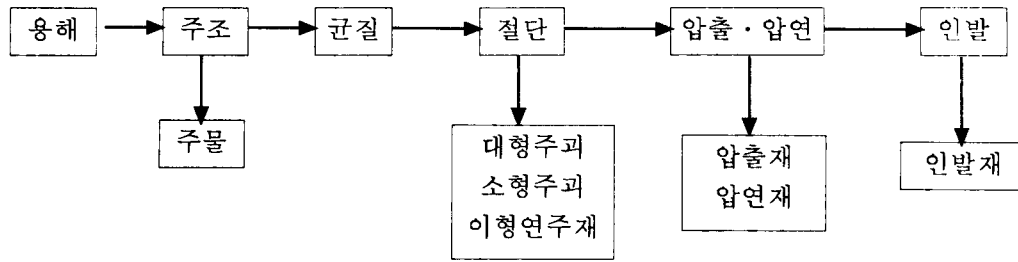 용해
주조
균질
절단
압출 · 압연
인발
주물
대형주괴
소형주괴
이형연주재
압출재
압연재
인발재